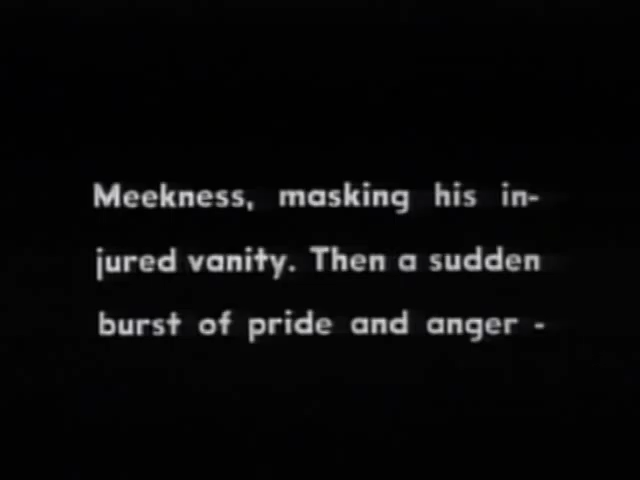 Meekness, masking his in-
jured vanity. Then a sudden
burst of pride and anger -